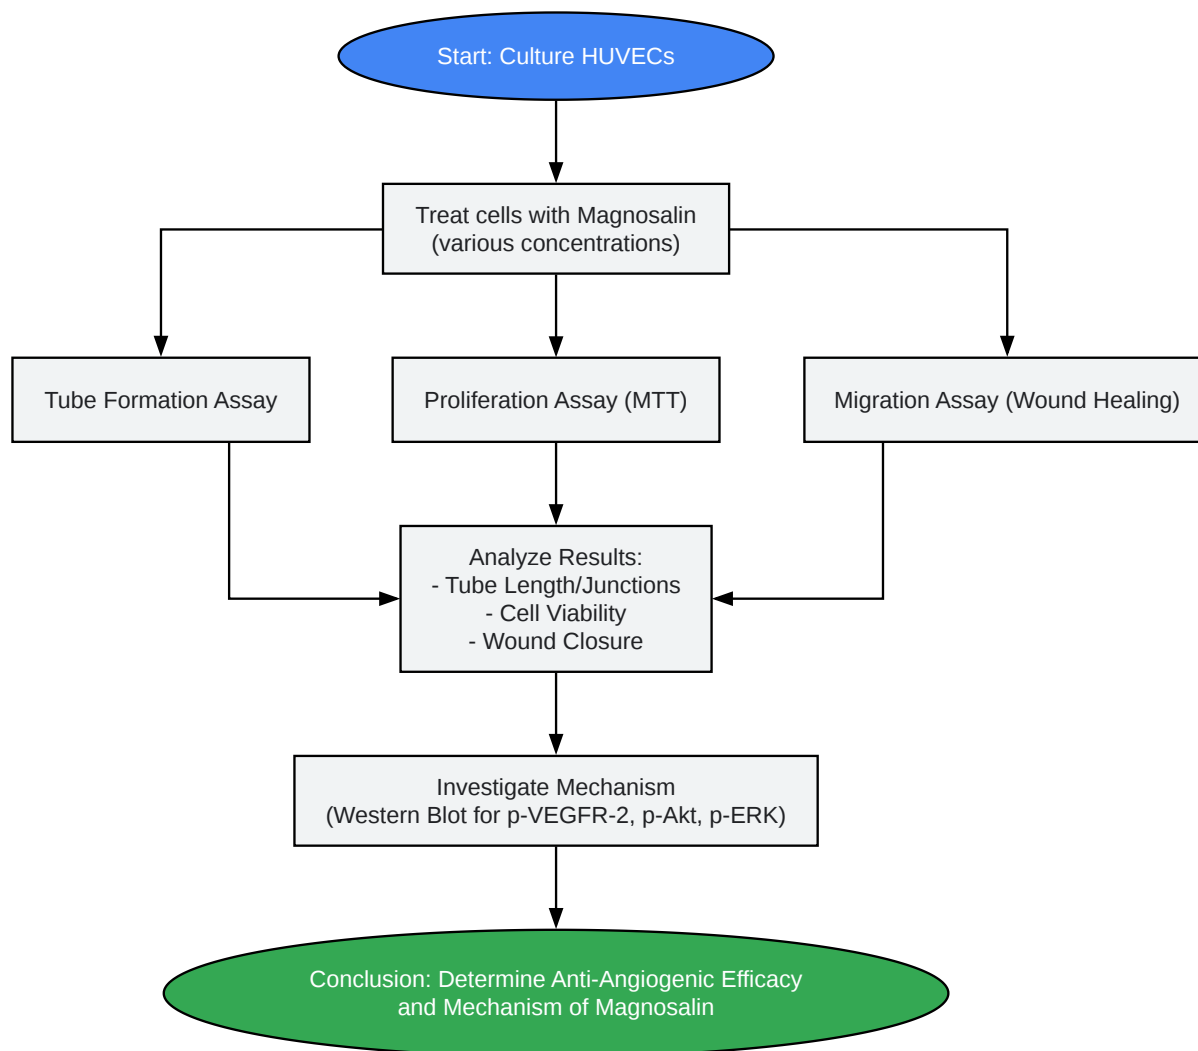 Start: Culture HUVECs
Treat cells with Magnosalin
(various concentrations)
Tube Formation Assay
Proliferation Assay (MTT)
Migration Assay (Wound Healing)
Analyze Results:
- Tube Length/Junctions
- Cell Viability
- Wound Closure
Investigate Mechanism
(Western Blot for p-VEGFR-2, p-Akt, p-ERK)
Conclusion: Determine Anti-Angiogenic Efficacy
and Mechanism of Magnosalin